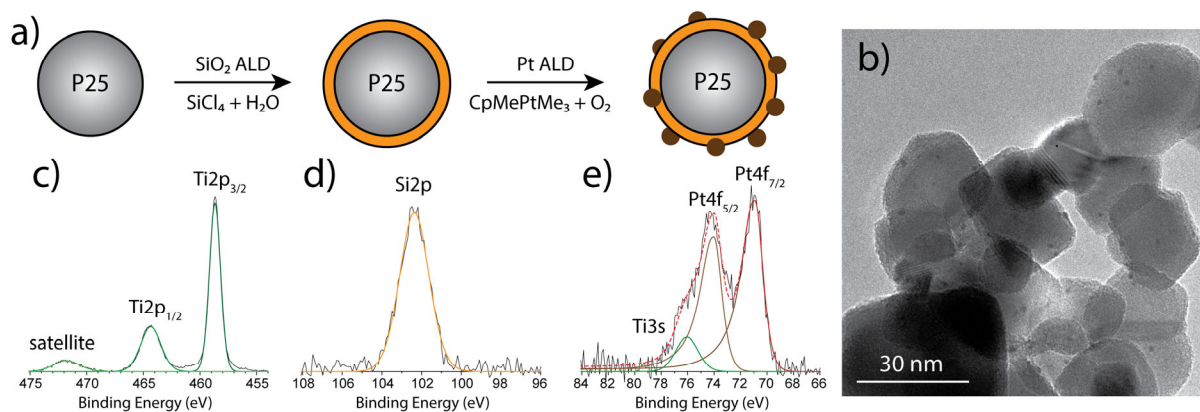 a)
P25
SiO₂ ALD
SiCl₄ + H₂O
P25
Pt ALD
CpMePtMe₃ + O₂
P25
b)
30 nm
c)
Ti2p₃/₂
Ti2p₁/₂
satellite
475 470 465 460 454
Binding Energy (eV)
d)
Si2p
108 106 104 102 100 98 96
Binding Energy (eV)
e)
Pt4f₇/₂
Pt4f₅/₂
Ti3s
84 82 78 76 74 72 70 68 66
Binding Energy (eV)